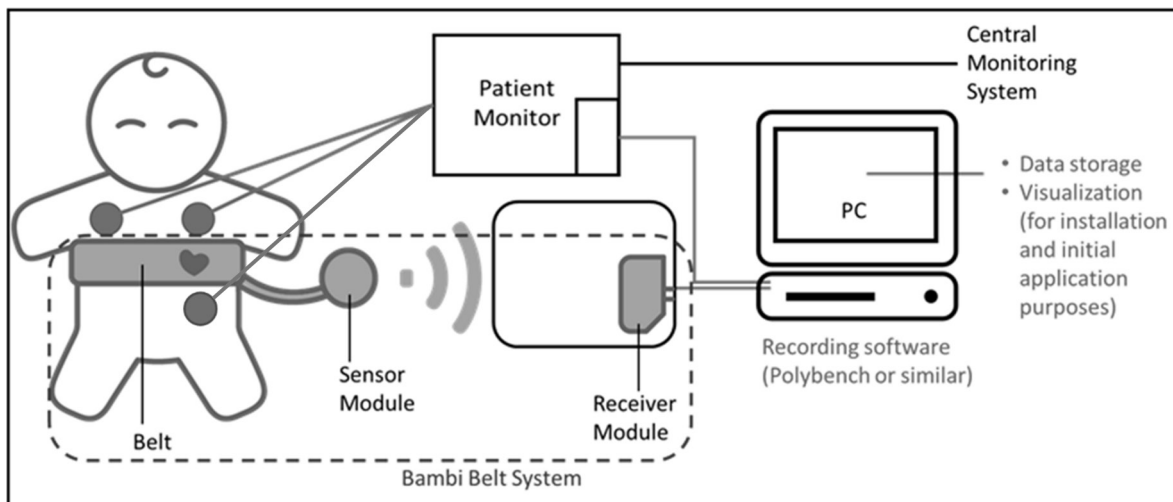 Central
Monitoring
System
Patient
Monitor
• Data storage
• Visualization
(for installation
and initial
application
purposes)
PC
Recording software
(Polybench or similar)
Sensor
Module
Receiver
Module
Belt
Bambi Belt System